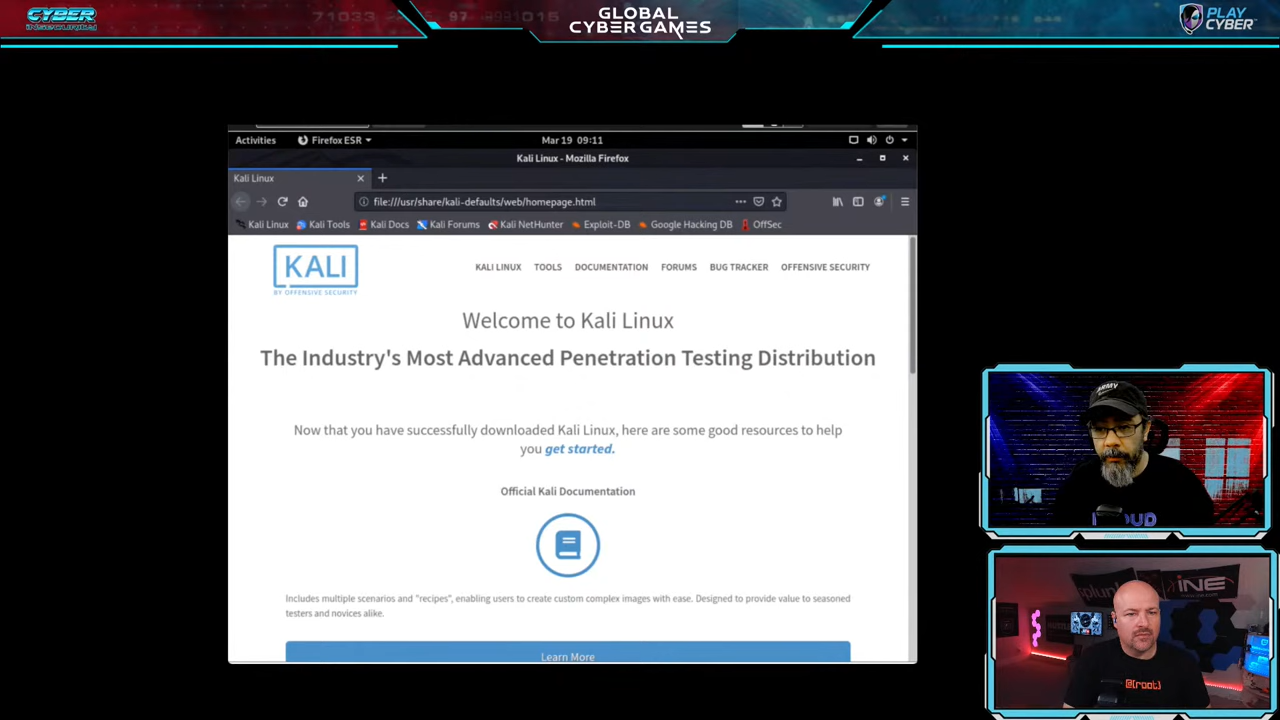 CYBER
INSECURITY
71033 97 8991015
GLOBAL
CYBER GAMES
PLAY
CYBER
Activities Firefox ESR Mar 19 09:11
Kali Linux - Mozilla Firefox
Kali Linux
file:///usr/share/kali-defaults/web/homepage.html
Kali Linux Kali Tools Kali Docs Kali Forums Kali NetHunter Exploit-DB Google Hacking DB OffSec
KALI
BY OFFENSIVE SECURITY
KALI LINUX TOOLS DOCUMENTATION FORUMS BUG TRACKER OFFENSIVE SECURITY
Welcome to Kali Linux
The Industry's Most Advanced Penetration Testing Distribution
Now that you have successfully downloaded Kali Linux, here are some good resources to help
you get started.
Official Kali Documentation
Includes multiple scenarios and "recipes", enabling users to create custom complex images with ease. Designed to provide value to seasoned
testers and novices alike.
Learn More
ARMY
@{root}